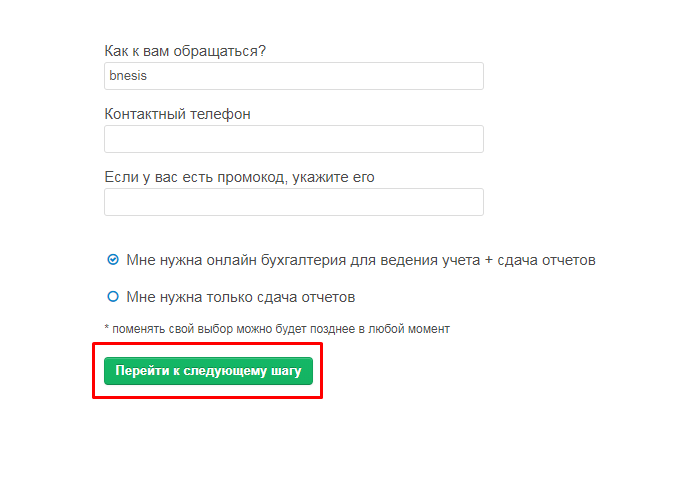 Как к вам обращаться?
bnesis
Контактный телефон
Если у вас есть промокод, укажите его
Мне нужна онлайн бухгалтерия для ведения учета + сдача отчетов
Мне нужна только сдача отчетов
* поменять свой выбор можно будет позднее в любой момент
Перейти к следующему шагу